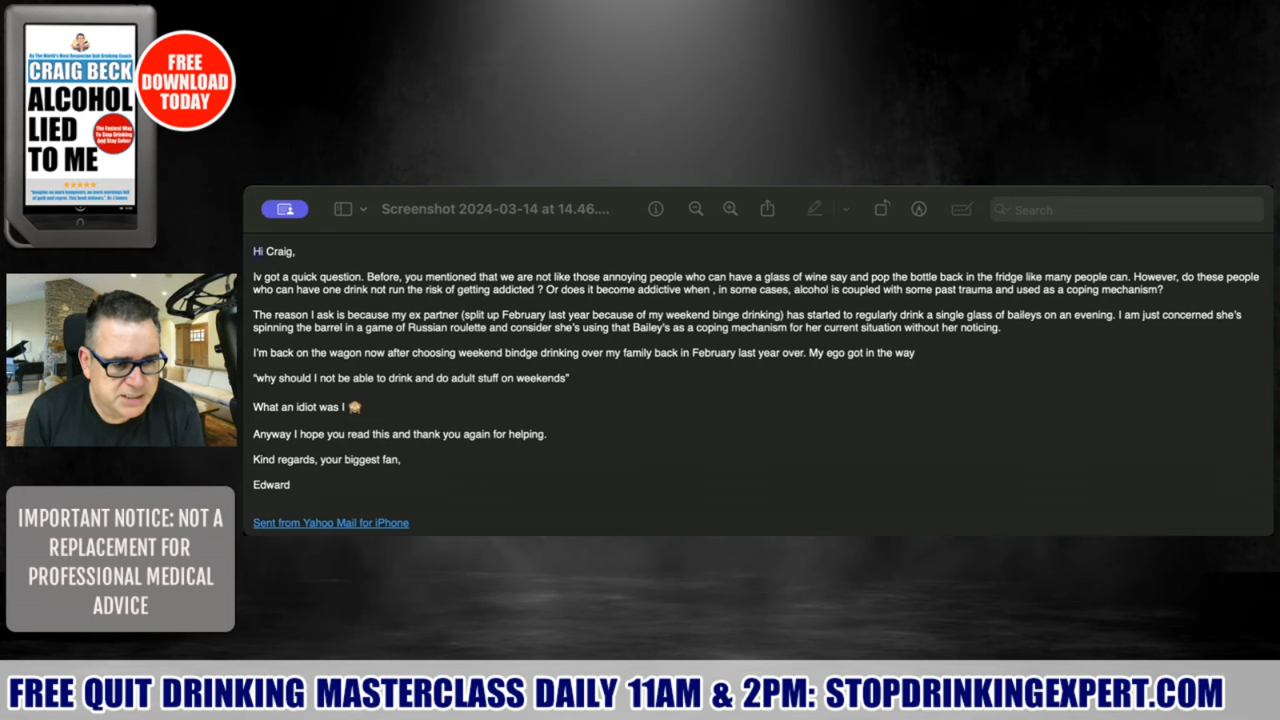 By The World's Most Respected Quit Drinking Coach
CRAIG BECK
ALCOHOL
LIED
TO ME
The Fastest Way
To Stop Drinking
And Stay Sober
FREE
DOWNLOAD
TODAY
Screenshot 2024-03-14 at 14.46....
Search
Hi Craig,
Iv got a quick question. Before, you mentioned that we are not like those annoying people who can have a glass of wine say and pop the bottle back in the fridge like many people can. However, do these people
who can have one drink not run the risk of getting addicted ? Or does it become addictive when , in some cases, alcohol is coupled with some past trauma and used as a coping mechanism?
The reason I ask is because my ex partner (split up February last year because of my weekend binge drinking) has started to regularly drink a single glass of baileys on an evening. I am just concerned she's
spinning the barrel in a game of Russian roulette and consider she's using that Bailey's as a coping mechanism for her current situation without her noticing.
I'm back on the wagon now after choosing weekend bindge drinking over my family back in February last year over. My ego got in the way
"why should I not be able to drink and do adult stuff on weekends"
What an idiot was I 🙈
Anyway I hope you read this and thank you again for helping.
Kind regards, your biggest fan,
Edward
Sent from Yahoo Mail for iPhone
IMPORTANT NOTICE: NOT A
REPLACEMENT FOR
PROFESSIONAL MEDICAL
ADVICE
FREE QUIT DRINKING MASTERCLASS DAILY 11AM & 2PM: STOPDRINKINGEXPERT.COM